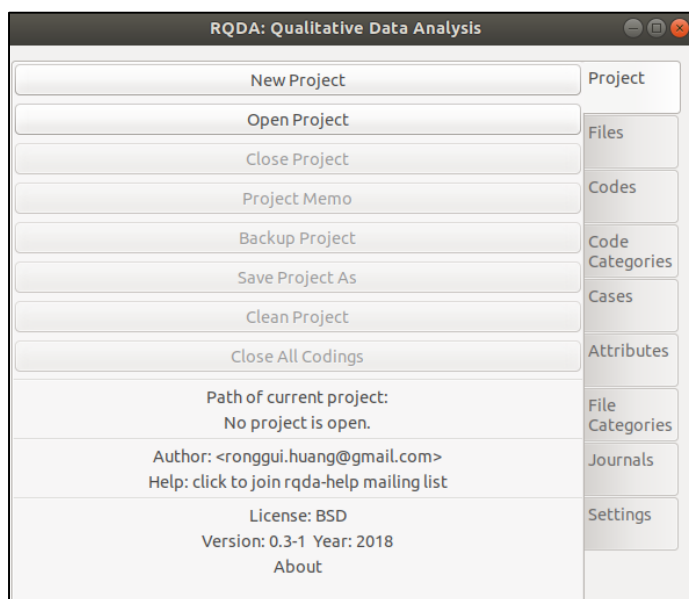 RQDA: Qualitative Data Analysis
New Project
Open Project
Close Project
Project Memo
Backup Project
Save Project As
Clean Project
Close All Codings
Path of current project:
No project is open.
Author: <ronggui.huang@gmail.com>
Help: click to join rqda-help mailing list
License: BSD
Version: 0.3-1 Year: 2018
About
Project
Files
Codes
Code
Categories
Cases
Attributes
File
Categories
Journals
Settings